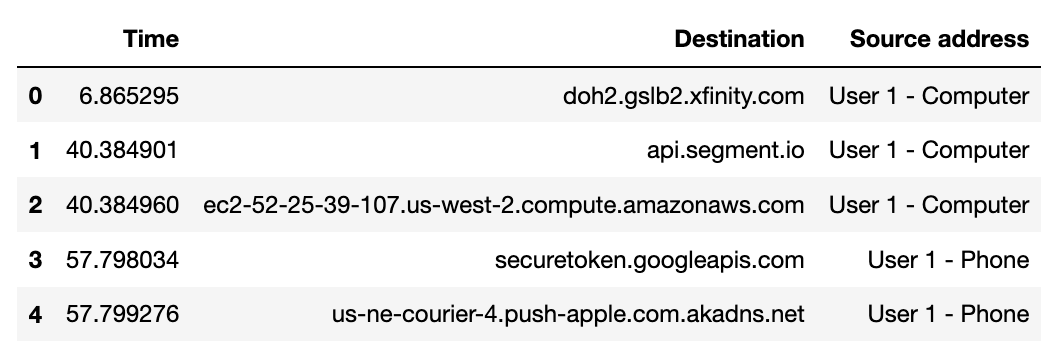 Time Destination Source address
0 6.865295 doh2.gslb2.xfinity.com User 1 - Computer
1 40.384901 api.segment.io User 1 - Computer
2 40.384960 ec2-52-25-39-107.us-west-2.compute.amazonaws.com User 1 - Computer
3 57.798034 securetoken.googleapis.com User 1 - Phone
4 57.799276 us-ne-courier-4.push-apple.com.akadns.net User 1 - Phone